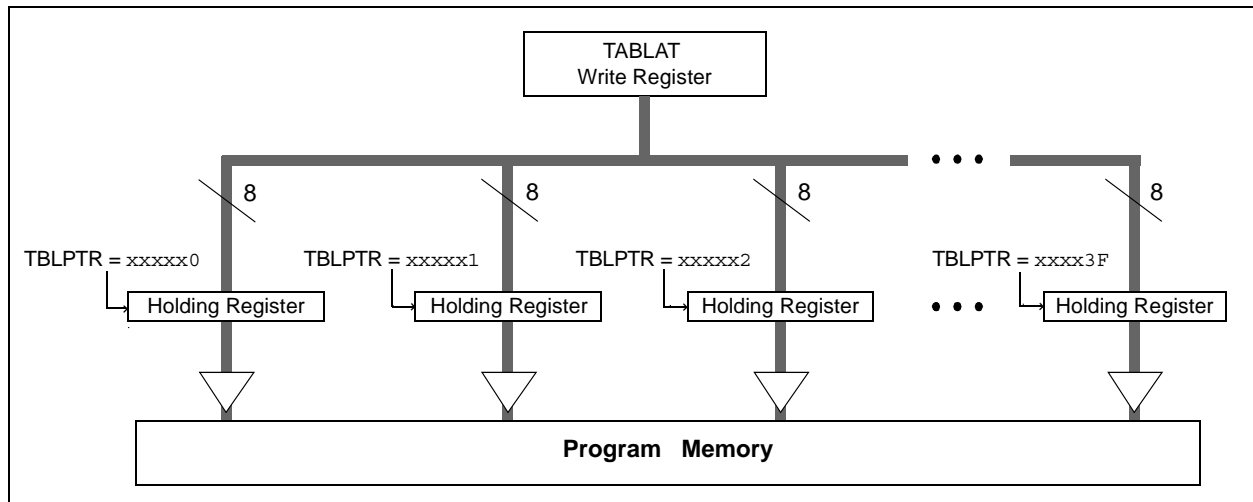 TABLAT
Write Register
8 8 8 8
TBLPTR = xxxxx0 TBLPTR = xxxxx1 TBLPTR = xxxxx2 TBLPTR = xxxx3F
Holding Register Holding Register Holding Register Holding Register
Program Memory